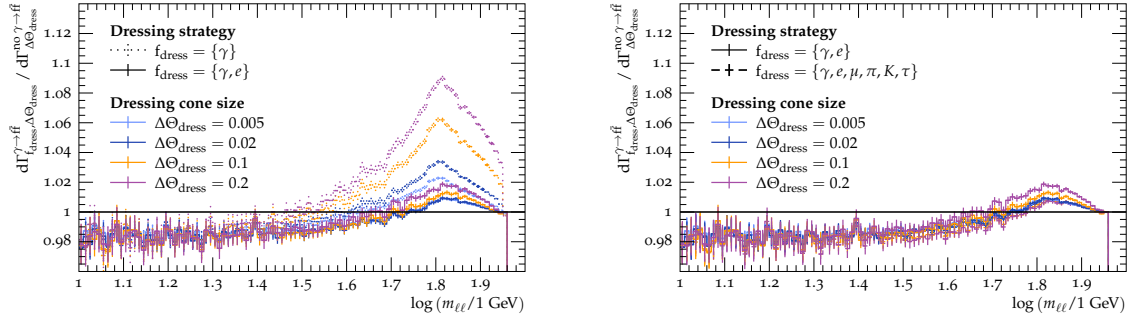 dΓ^{γ→ff̄}_{f_dress,ΔΘ_dress} / dΓ^{no γ→ff̄}_{ΔΘ_dress}
1.14
1.12
1.1
1.08
1.06
1.04
1.02
1
0.98
Dressing strategy
f_dress = {γ}
f_dress = {γ, e}
Dressing cone size
ΔΘ_dress = 0.005
ΔΘ_dress = 0.02
ΔΘ_dress = 0.1
ΔΘ_dress = 0.2
1 1.1 1.2 1.3 1.4 1.5 1.6 1.7 1.8 1.9
log (m_ℓℓ/1 GeV)
dΓ^{γ→ff̄}_{f_dress,ΔΘ_dress} / dΓ^{no γ→ff̄}_{ΔΘ_dress}
1.14
1.12
1.1
1.08
1.06
1.04
1.02
1
0.98
Dressing strategy
f_dress = {γ, e}
f_dress = {γ, e, μ, π, K, τ}
Dressing cone size
ΔΘ_dress = 0.005
ΔΘ_dress = 0.02
ΔΘ_dress = 0.1
ΔΘ_dress = 0.2
1 1.1 1.2 1.3 1.4 1.5 1.6 1.7 1.8 1.9
log (m_ℓℓ/1 GeV)